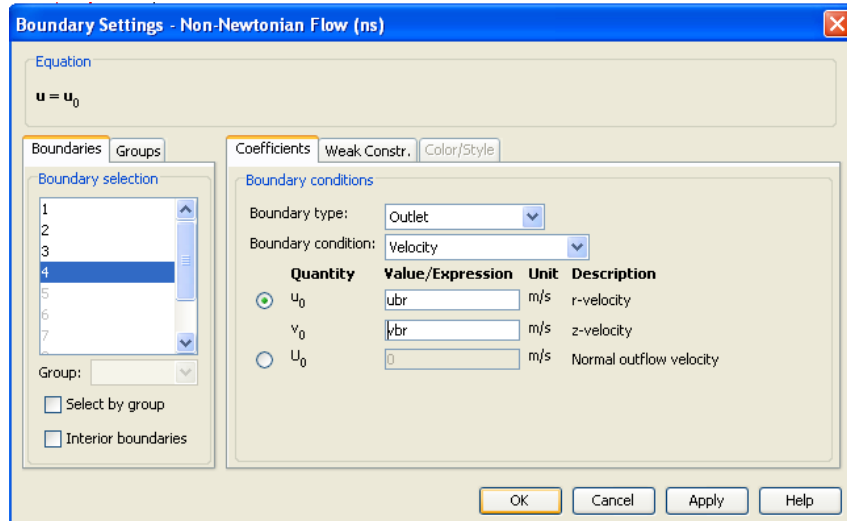 Boundary Settings - Non-Newtonian Flow (ns)
Equation
u = u0
Boundaries Groups
Boundary selection
1
2
3
4
5
6
7
Group:
Select by group
Interior boundaries
Coefficients Weak Constr. Color/Style
Boundary conditions
Boundary type: Outlet
Boundary condition: Velocity
Quantity Value/Expression Unit Description
u0 ubr m/s r-velocity
v0 vbr m/s z-velocity
U0 0 m/s Normal outflow velocity
OK Cancel Apply Help